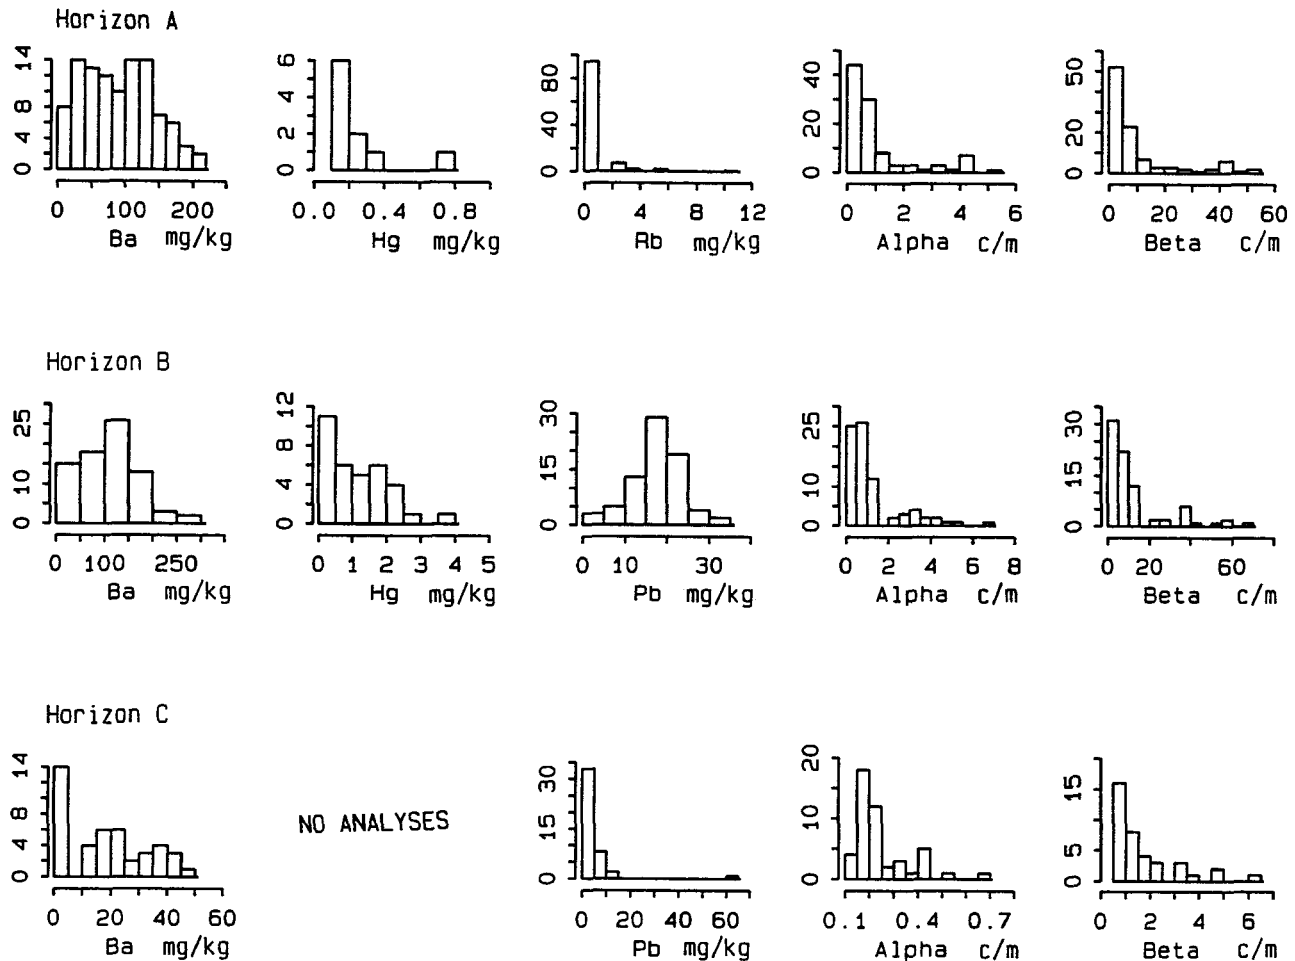 Horizon A
0 4 8 14
0 100 200
Ba mg/kg
0 2 4 6
0.0 0.4 0.8
Hg mg/kg
0 40 80
0 4 8 12
Rb mg/kg
0 20 40
0 2 4 6
Alpha c/m
0 20 50
0 20 40 60
Beta c/m
Horizon B
0 10 25
0 100 250
Ba mg/kg
0 4 8 12
0 1 2 3 4 5
Hg mg/kg
0 15 30
0 10 30
Pb mg/kg
0 10 25
0 2 4 6 8
Alpha c/m
0 15 30
0 20 60
Beta c/m
Horizon C
0 4 8 14
0 20 40 60
Ba mg/kg
NO ANALYSES
0 15 30
0 20 40 60
Pb mg/kg
0 10 20
0.1 0.4 0.7
Alpha c/m
0 5 15
0 2 4 6
Beta c/m